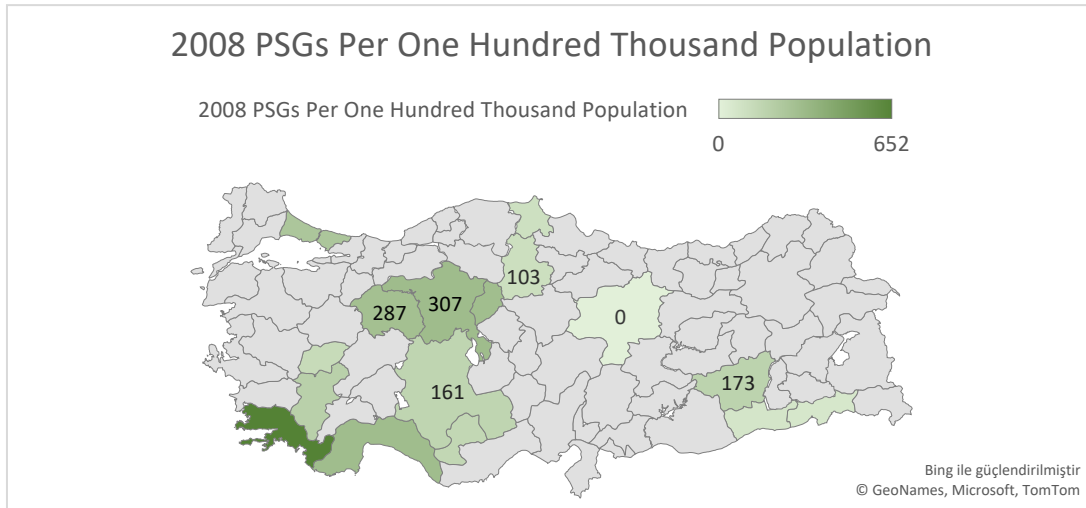 2008 PSGs Per One Hundred Thousand Population
2008 PSGs Per One Hundred Thousand Population
0 652
103
287 307 0
161 173
Bing ile güçlendirilmiştir
© GeoNames, Microsoft, TomTom